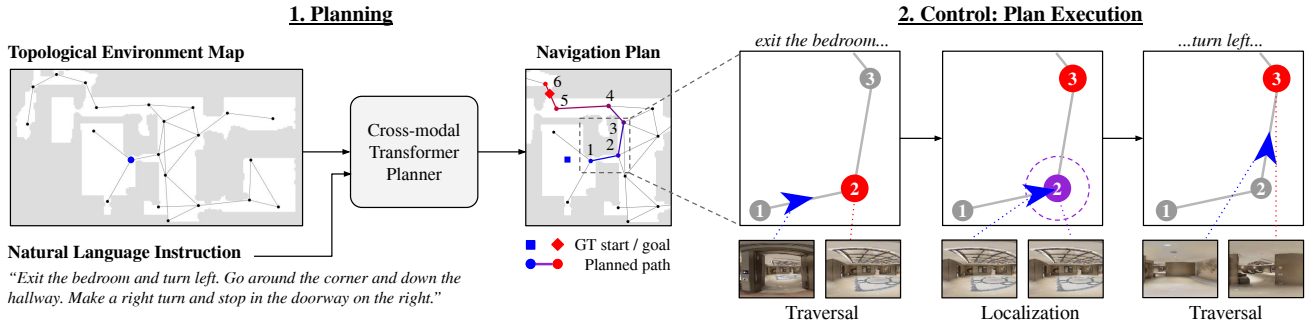 1. Planning
Topological Environment Map
Cross-modal
Transformer
Planner
Natural Language Instruction
“Exit the bedroom and turn left. Go around the corner and down the
hallway. Make a right turn and stop in the doorway on the right.”
Navigation Plan
6
5
4
3
1
2
GT start / goal
Planned path
2. Control: Plan Execution
exit the bedroom...
3
2
1
Traversal
3
2
1
Localization
...turn left...
3
2
1
Traversal